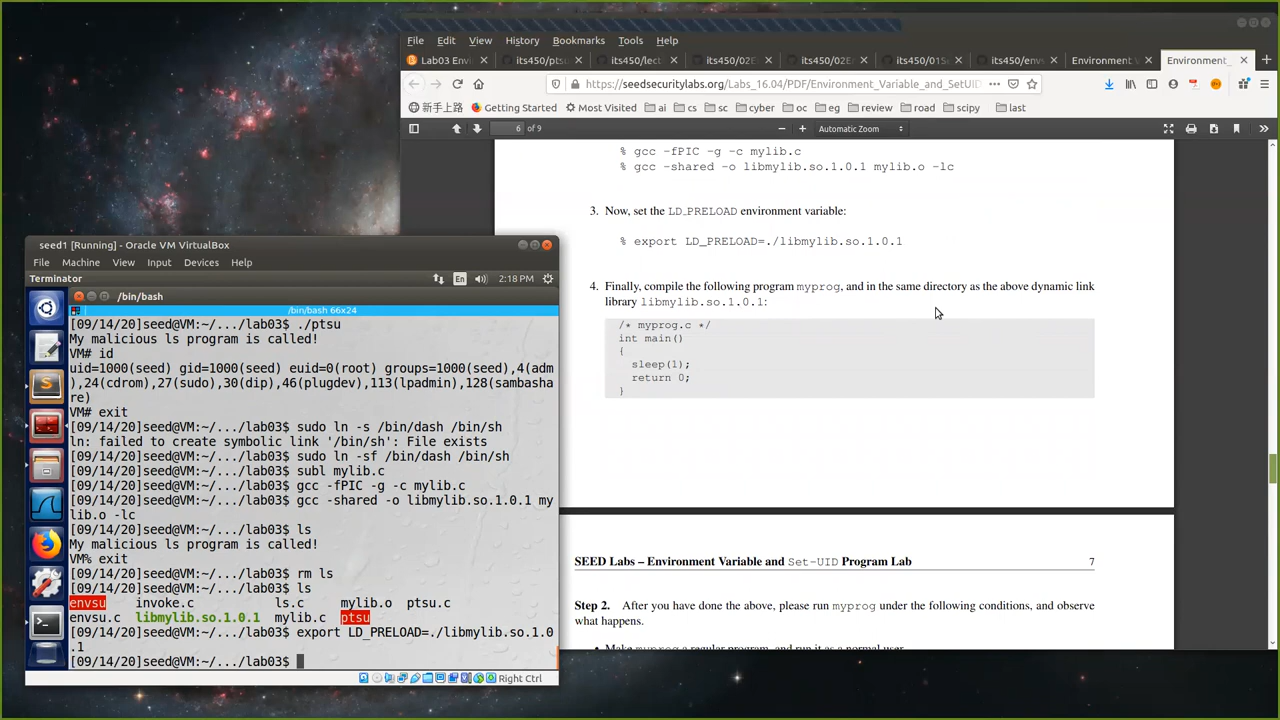 File Edit View History Bookmarks Tools Help
Lab03 Envi its450/ptsu its450/lect its450/02E its450/02E its450/015 its450/env Environment V Environment_
https://seedsecuritylabs.org/Labs_16.04/PDF/Environment_Variable_and_SetUID
新手上路 Getting Started Most Visited ai cs sc cyber oc eg review road scipy last
6 of 9 Automatic Zoom
% gcc -fPIC -g -c mylib.c
% gcc -shared -o libmylib.so.1.0.1 mylib.o -lc
3. Now, set the LD_PRELOAD environment variable:
% export LD_PRELOAD=./libmylib.so.1.0.1
4. Finally, compile the following program myprog, and in the same directory as the above dynamic link
library libmylib.so.1.0.1:
/* myprog.c */
int main()
{
sleep(1);
return 0;
}
SEED Labs – Environment Variable and Set-UID Program Lab 7
Step 2. After you have done the above, please run myprog under the following conditions, and observe
what happens.
• Make myprog a regular program, and run it as a normal user.
seed1 [Running] - Oracle VM VirtualBox
File Machine View Input Devices Help
Terminator En 2:18 PM
/bin/bash
/bin/bash 66x24
[09/14/20]seed@VM:~/.../lab03$ ./ptsu
My malicious ls program is called!
VM# id
uid=1000(seed) gid=1000(seed) euid=0(root) groups=1000(seed),4(adm
),24(cdrom),27(sudo),30(dip),46(plugdev),113(lpadmin),128(sambasha
re)
VM# exit
[09/14/20]seed@VM:~/.../lab03$ sudo ln -s /bin/dash /bin/sh
ln: failed to create symbolic link '/bin/sh': File exists
[09/14/20]seed@VM:~/.../lab03$ sudo ln -sf /bin/dash /bin/sh
[09/14/20]seed@VM:~/.../lab03$ subl mylib.c
[09/14/20]seed@VM:~/.../lab03$ gcc -fPIC -g -c mylib.c
[09/14/20]seed@VM:~/.../lab03$ gcc -shared -o libmylib.so.1.0.1 my
lib.o -lc
[09/14/20]seed@VM:~/.../lab03$ ls
My malicious ls program is called!
VM% exit
[09/14/20]seed@VM:~/.../lab03$ rm ls
[09/14/20]seed@VM:~/.../lab03$ ls
envsu invoke.c ls.c mylib.o ptsu.c
envsu.c libmylib.so.1.0.1 mylib.c ptsu
[09/14/20]seed@VM:~/.../lab03$ export LD_PRELOAD=./libmylib.so.1.0
.1
[09/14/20]seed@VM:~/.../lab03$
Right Ctrl